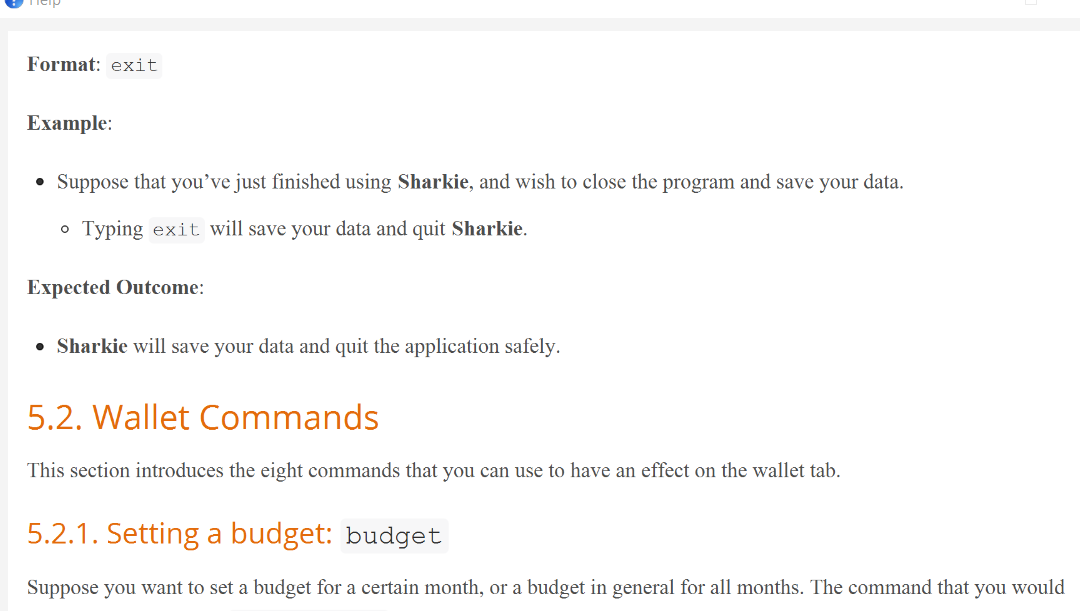 Help
Format: exit
Example:
Suppose that you’ve just finished using Sharkie, and wish to close the program and save your data.
Typing exit will save your data and quit Sharkie.
Expected Outcome:
Sharkie will save your data and quit the application safely.
5.2. Wallet Commands
This section introduces the eight commands that you can use to have an effect on the wallet tab.
5.2.1. Setting a budget: budget
Suppose you want to set a budget for a certain month, or a budget in general for all months. The command that you would